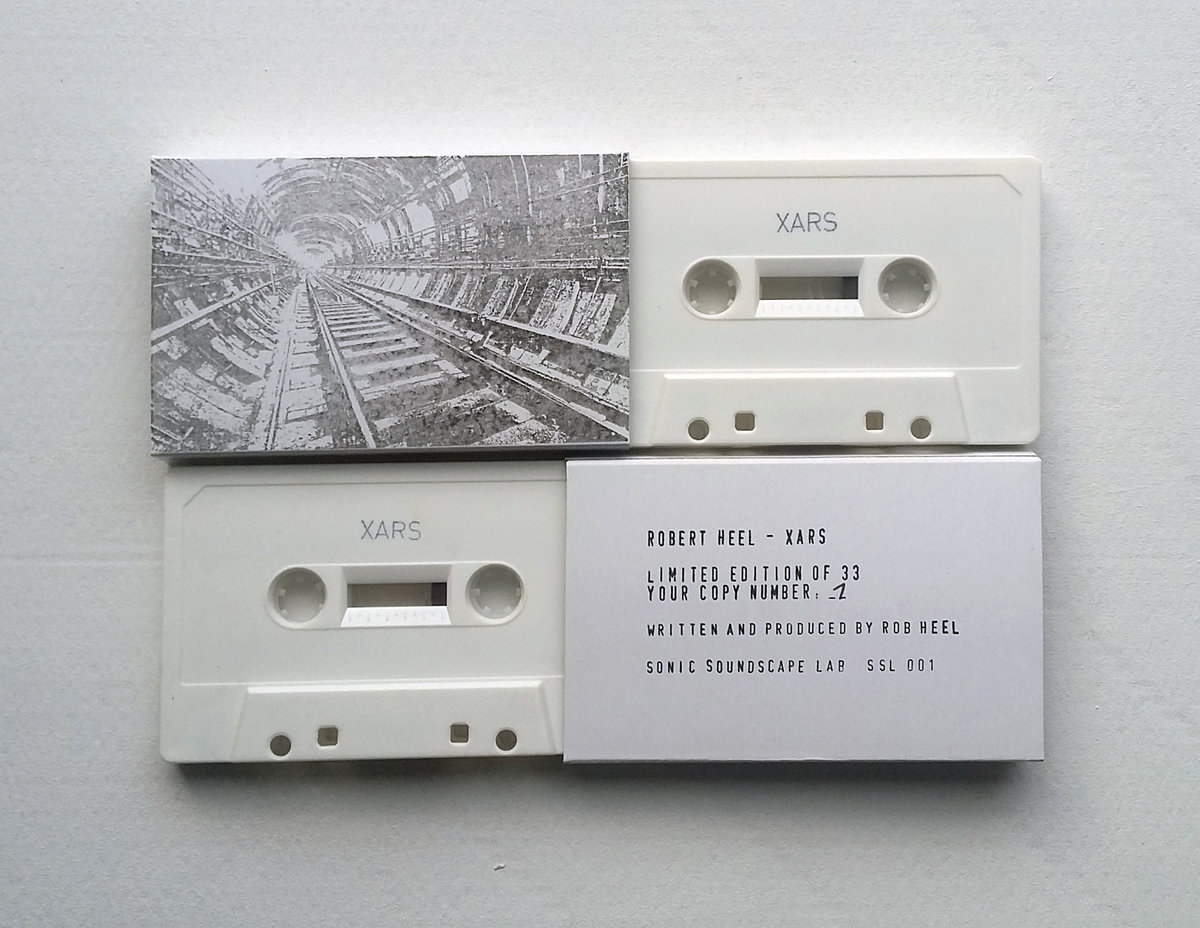 XARS
XARS
ROBERT HEEL - XARS
LIMITED EDITION OF 33
YOUR COPY NUMBER: 1
WRITTEN AND PRODUCED BY ROB HEEL
SONIC SOUNDSCAPE LAB SSL 001